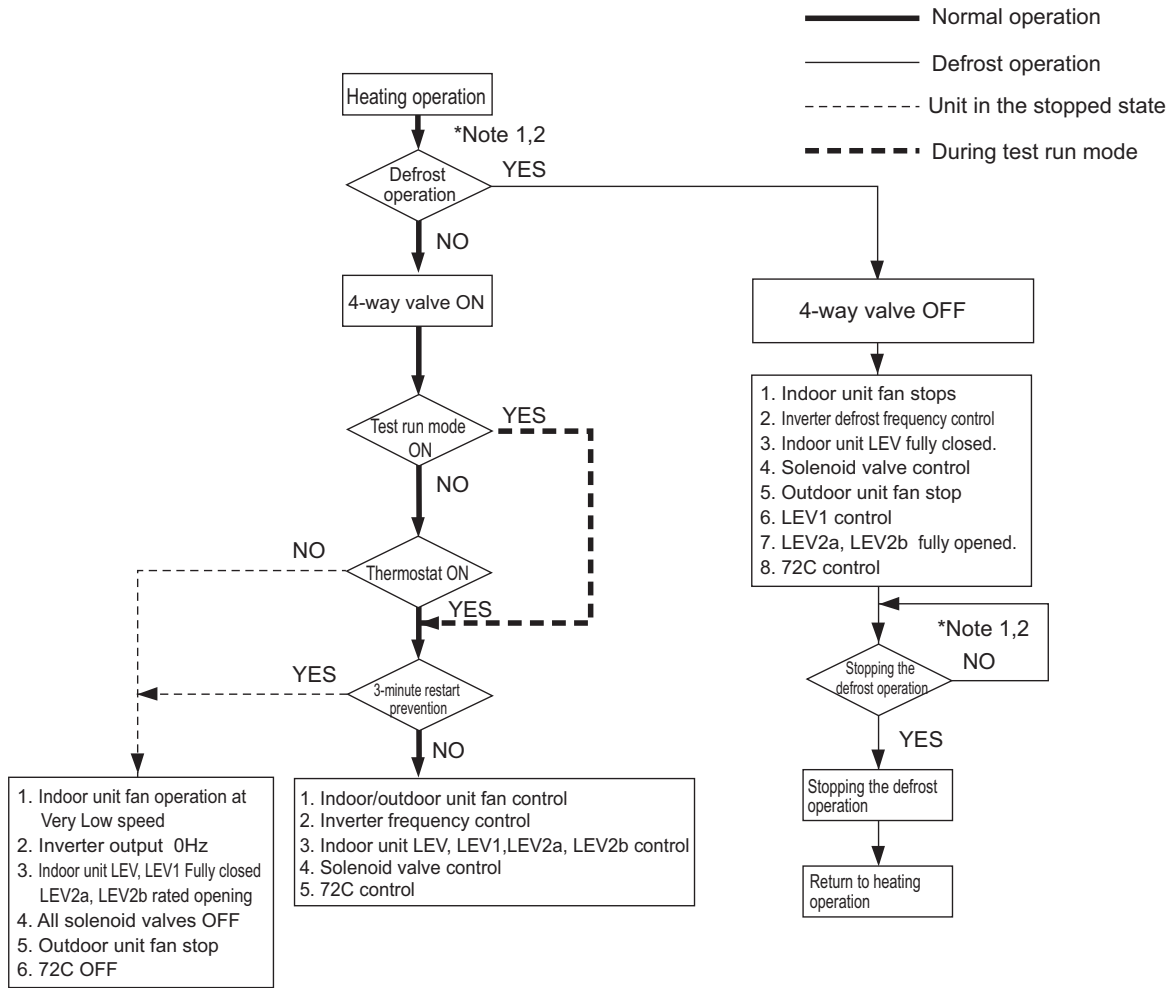 Normal operation
Defrost operation
Unit in the stopped state
During test run mode
Heating operation
*Note 1,2
Defrost
operation
YES
NO
4-way valve ON
4-way valve OFF
Test run mode
ON
YES
NO
1. Indoor unit fan stops
2. Inverter defrost frequency control
3. Indoor unit LEV fully closed.
4. Solenoid valve control
5. Outdoor unit fan stop
6. LEV1 control
7. LEV2a, LEV2b fully opened.
8. 72C control
NO
Thermostat ON
YES
*Note 1,2
NO
Stopping the
defrost operation
YES
YES
3-minute restart
prevention
NO
Stopping the defrost
operation
Return to heating
operation
1. Indoor unit fan operation at
Very Low speed
2. Inverter output 0Hz
3. Indoor unit LEV, LEV1 Fully closed
LEV2a, LEV2b rated opening
4. All solenoid valves OFF
5. Outdoor unit fan stop
6. 72C OFF
1. Indoor/outdoor unit fan control
2. Inverter frequency control
3. Indoor unit LEV, LEV1,LEV2a, LEV2b control
4. Solenoid valve control
5. 72C control